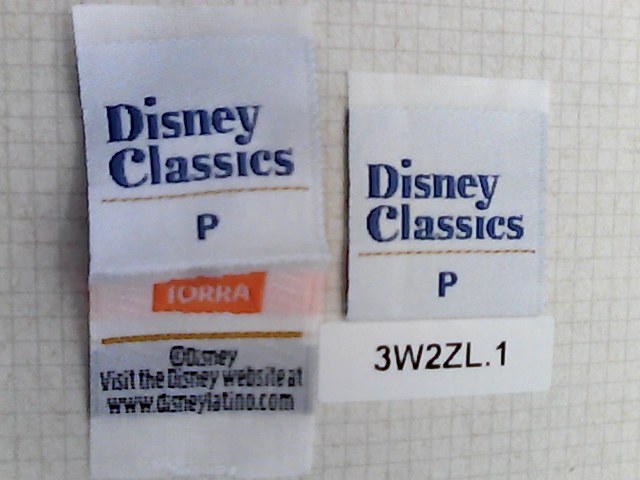 Disney
Classics
P
TORRA
©Disney
Visit the Disney website at
www.disneylatino.com
Disney
Classics
P
3W2ZL.1